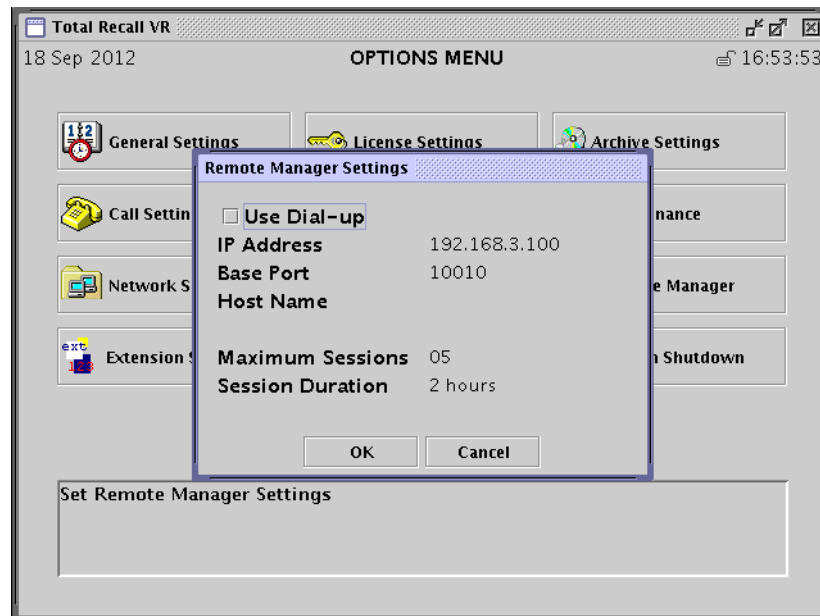 Total Recall VR
18 Sep 2012 OPTIONS MENU 16:53:53
General Settings License Settings Archive Settings
Remote Manager Settings
Call Settin nance
Use Dial-up
IP Address 192.168.3.100
Base Port 10010
Network S e Manager
Host Name
ext
123
Extension S n Shutdown
Maximum Sessions 05
Session Duration 2 hours
OK Cancel
Set Remote Manager Settings